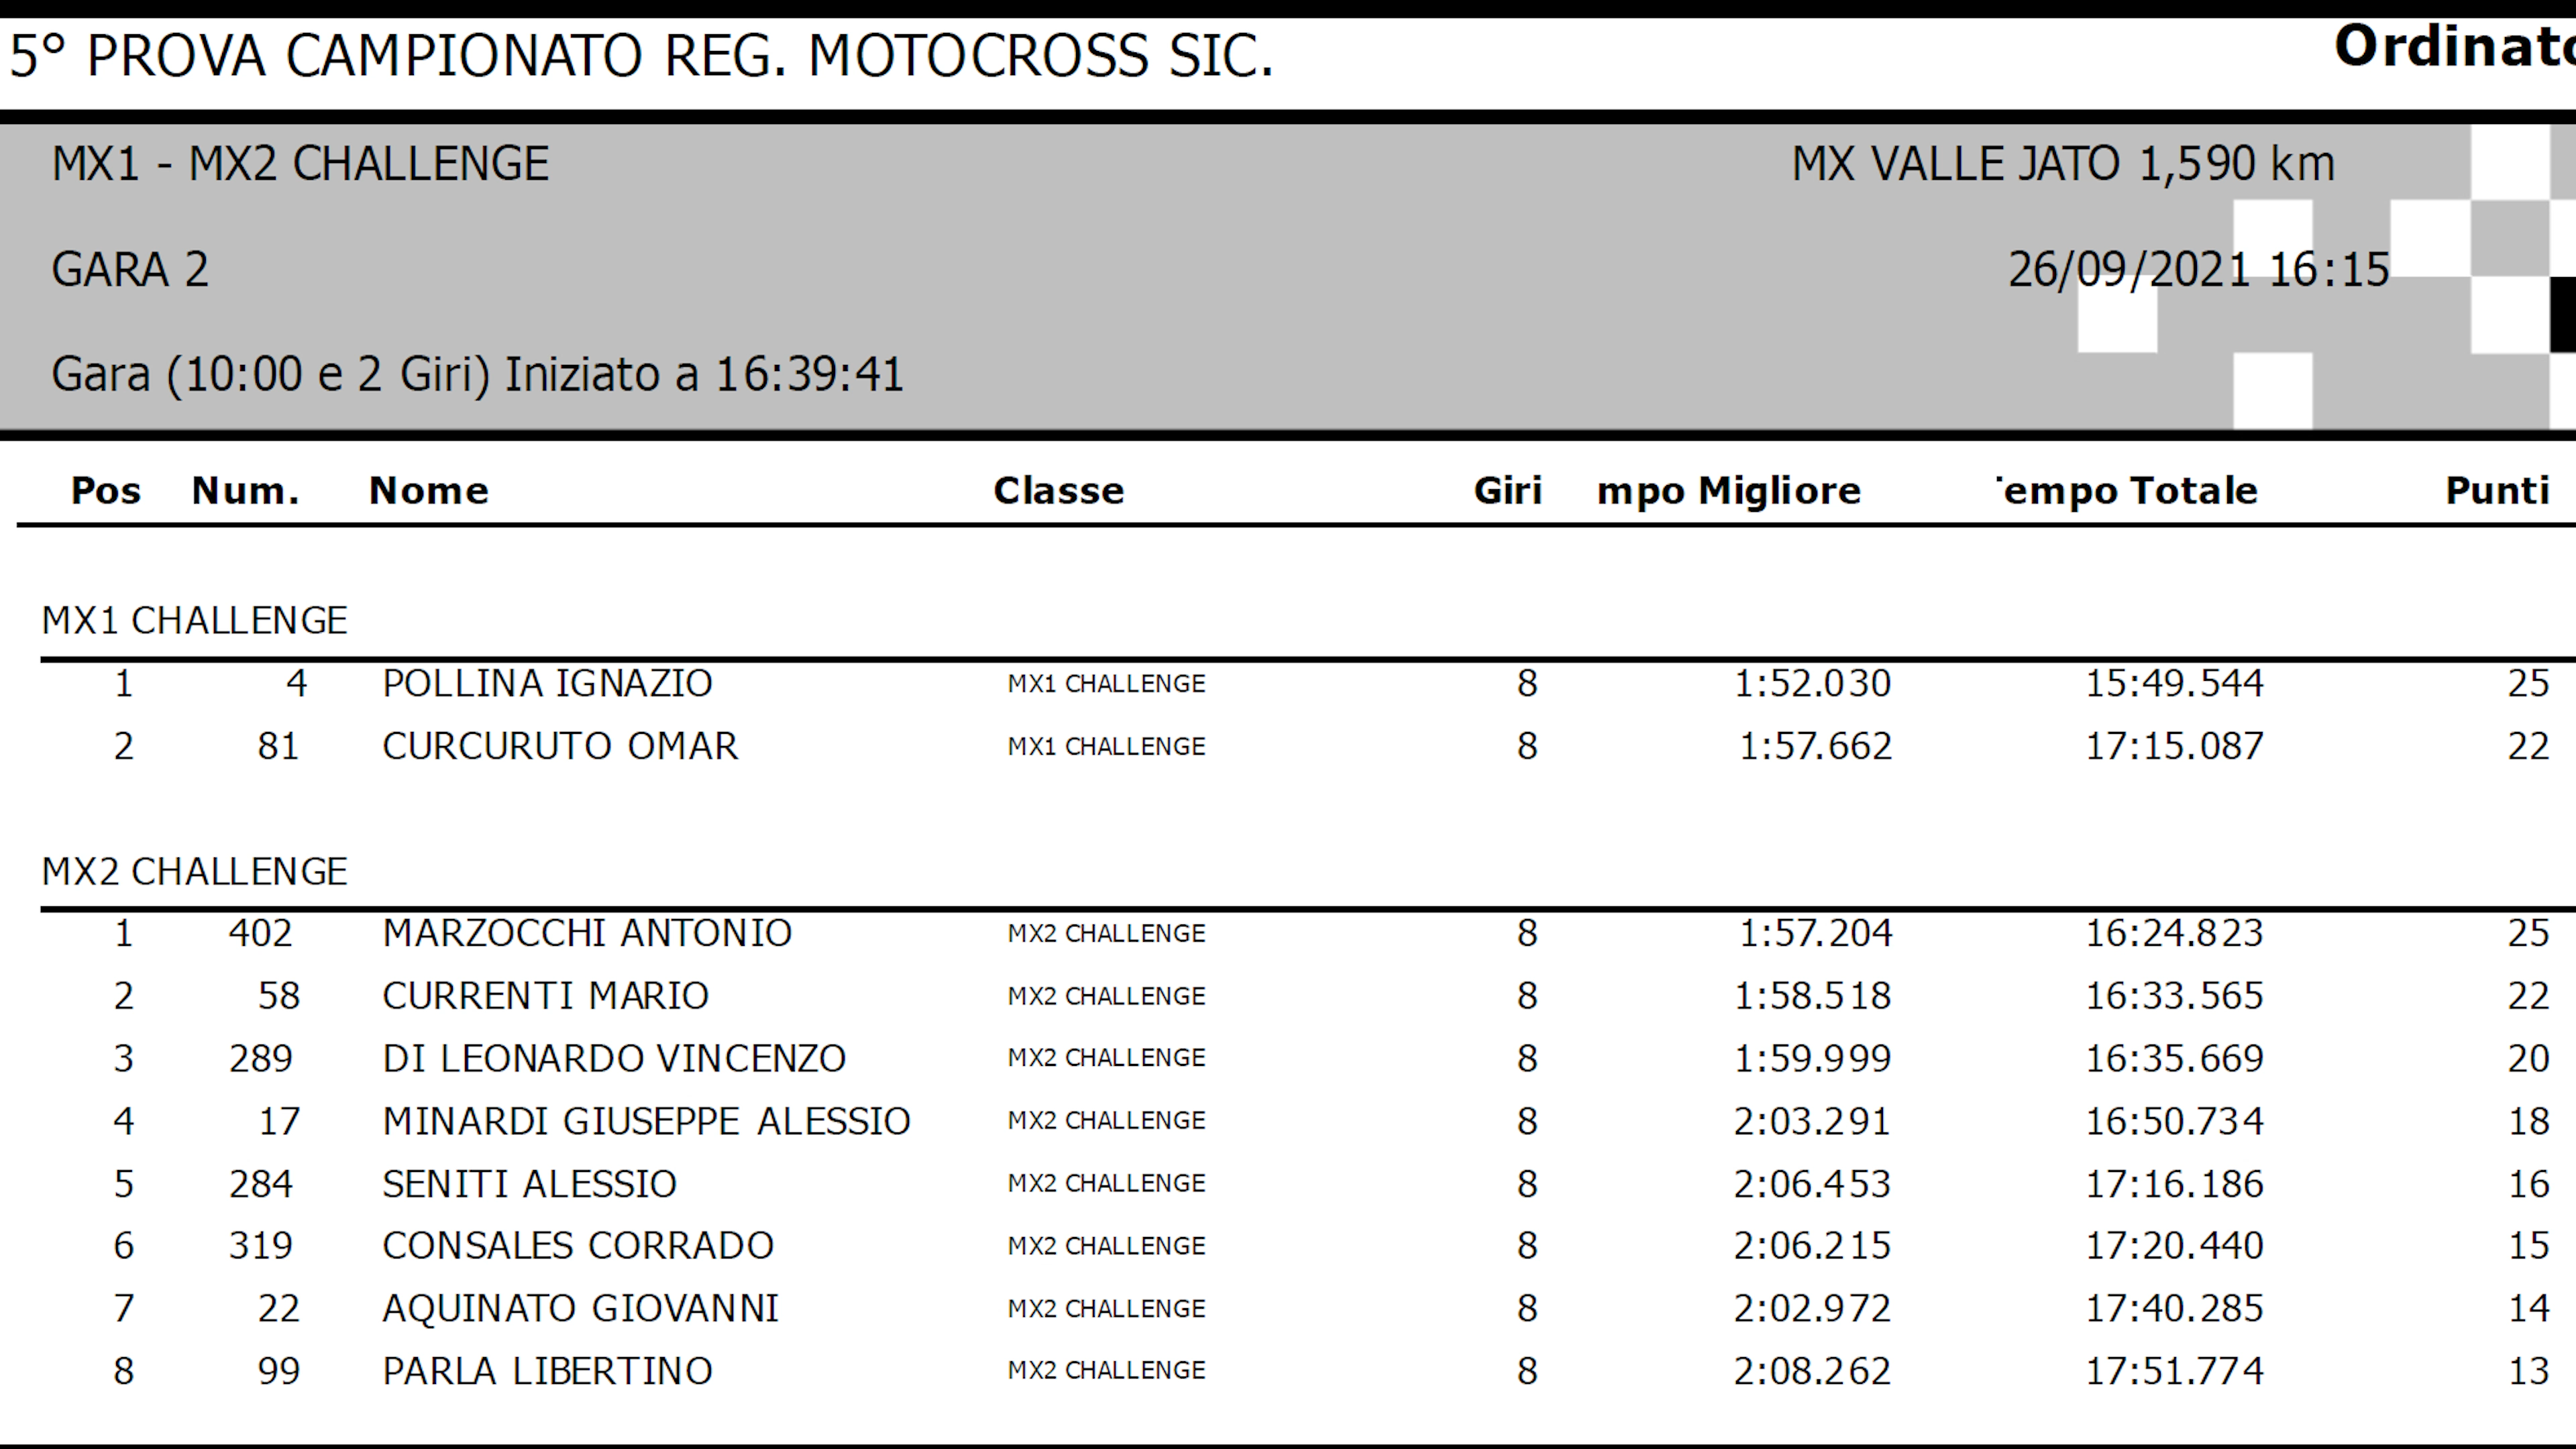 5° PROVA CAMPIONATO REG. MOTOCROSS SIC. Ordinato
MX1 - MX2 CHALLENGE MX VALLE JATO 1,590 km
GARA 2 26/09/2021 16:15
Gara (10:00 e 2 Giri) Iniziato a 16:39:41
Pos Num. Nome Classe Giri mpo Migliore empo Totale Punti
MX1 CHALLENGE
1 4 POLLINA IGNAZIO MX1 CHALLENGE 8 1:52.030 15:49.544 25
2 81 CURCURUTO OMAR MX1 CHALLENGE 8 1:57.662 17:15.087 22
MX2 CHALLENGE
1 402 MARZOCCHI ANTONIO MX2 CHALLENGE 8 1:57.204 16:24.823 25
2 58 CURRENTI MARIO MX2 CHALLENGE 8 1:58.518 16:33.565 22
3 289 DI LEONARDO VINCENZO MX2 CHALLENGE 8 1:59.999 16:35.669 20
4 17 MINARDI GIUSEPPE ALESSIO MX2 CHALLENGE 8 2:03.291 16:50.734 18
5 284 SENITI ALESSIO MX2 CHALLENGE 8 2:06.453 17:16.186 16
6 319 CONSALES CORRADO MX2 CHALLENGE 8 2:06.215 17:20.440 15
7 22 AQUINATO GIOVANNI MX2 CHALLENGE 8 2:02.972 17:40.285 14
8 99 PARLA LIBERTINO MX2 CHALLENGE 8 2:08.262 17:51.774 13